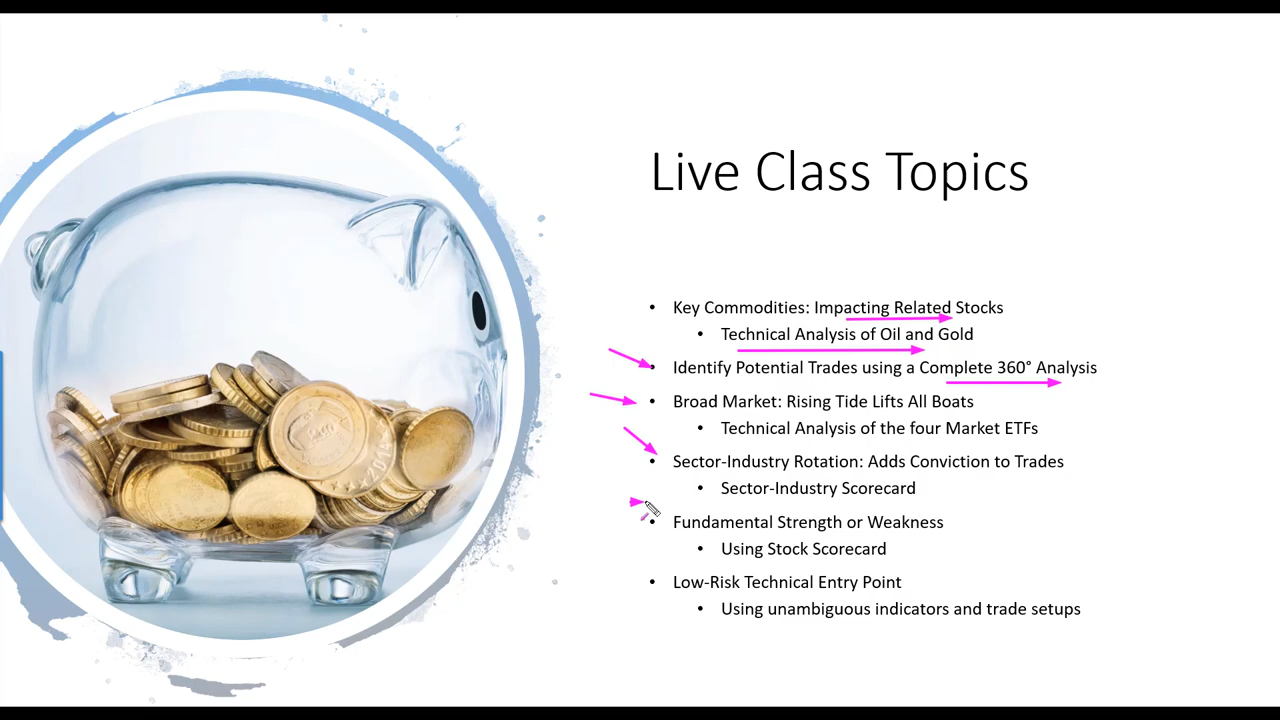 Live Class Topics
• Key Commodities: Impacting Related Stocks
• Technical Analysis of Oil and Gold
• Identify Potential Trades using a Complete 360° Analysis
• Broad Market: Rising Tide Lifts All Boats
• Technical Analysis of the four Market ETFs
• Sector-Industry Rotation: Adds Conviction to Trades
• Sector-Industry Scorecard
• Fundamental Strength or Weakness
• Using Stock Scorecard
• Low-Risk Technical Entry Point
• Using unambiguous indicators and trade setups